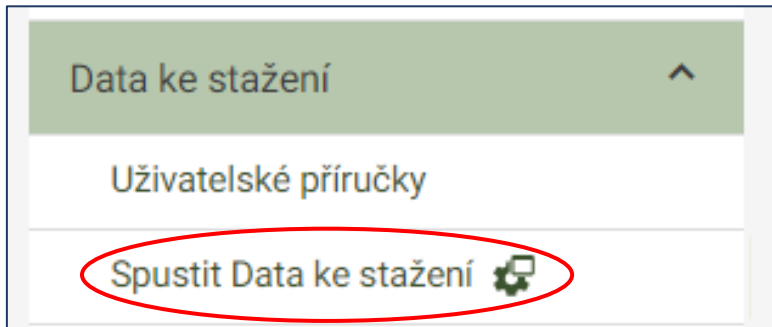 Data ke stažení
Uživatelské příručky
Spustit Data ke stažení